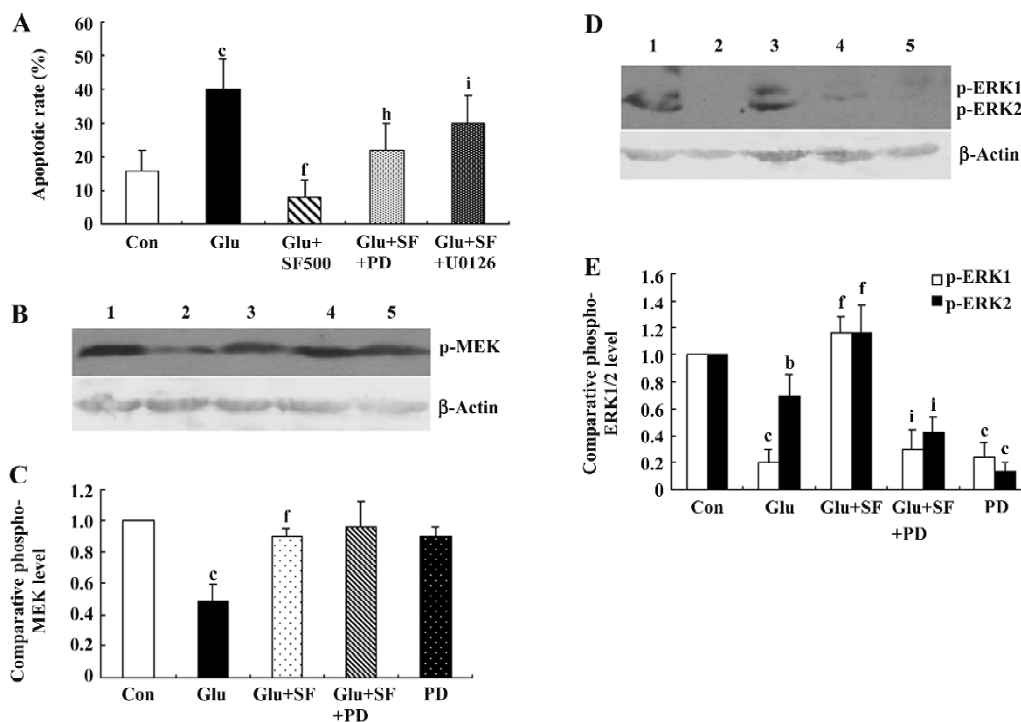 A
Apoptotic rate (%)
60
50
40
30
20
10
0
c
f
h
i
Con
Glu
Glu+
SF500
Glu+SF
+PD
Glu+SF
+U0126
B
1 2 3 4 5
p-MEK
β-Actin
C
Comparative phospho-
MEK level
1.2
1.0
0.8
0.6
0.4
0.2
0
c
f
Con
Glu
Glu+SF
Glu+SF
+PD
PD
D
1 2 3 4 5
p-ERK1
p-ERK2
β-Actin
E
Comparative phospho-
ERK1/2 level
1.6
1.4
1.2
1.0
0.8
0.6
0.4
0.2
0
p-ERK1
p-ERK2
c
b
f
f
i
i
c
c
Con
Glu
Glu+SF
Glu+SF
+PD
PD